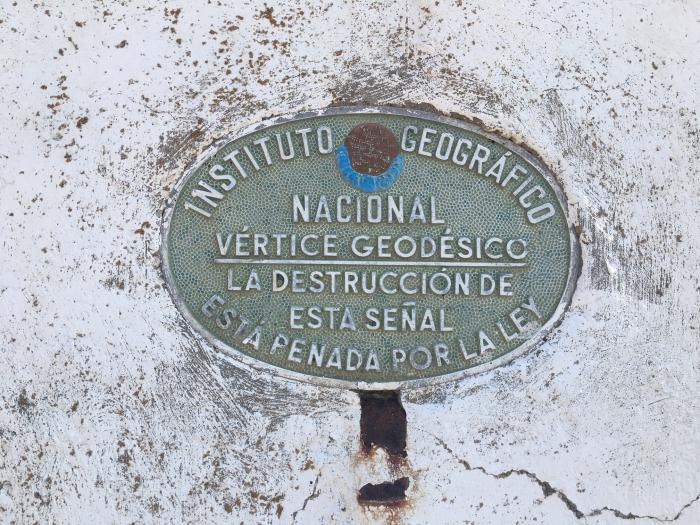 INSTITUTO GEOGRÁFICO
NACIONAL
VÉRTICE GEODÉSICO
LA DESTRUCCIÓN DE
ESTA SEÑAL
ESTÁ PENADA POR LA LEY